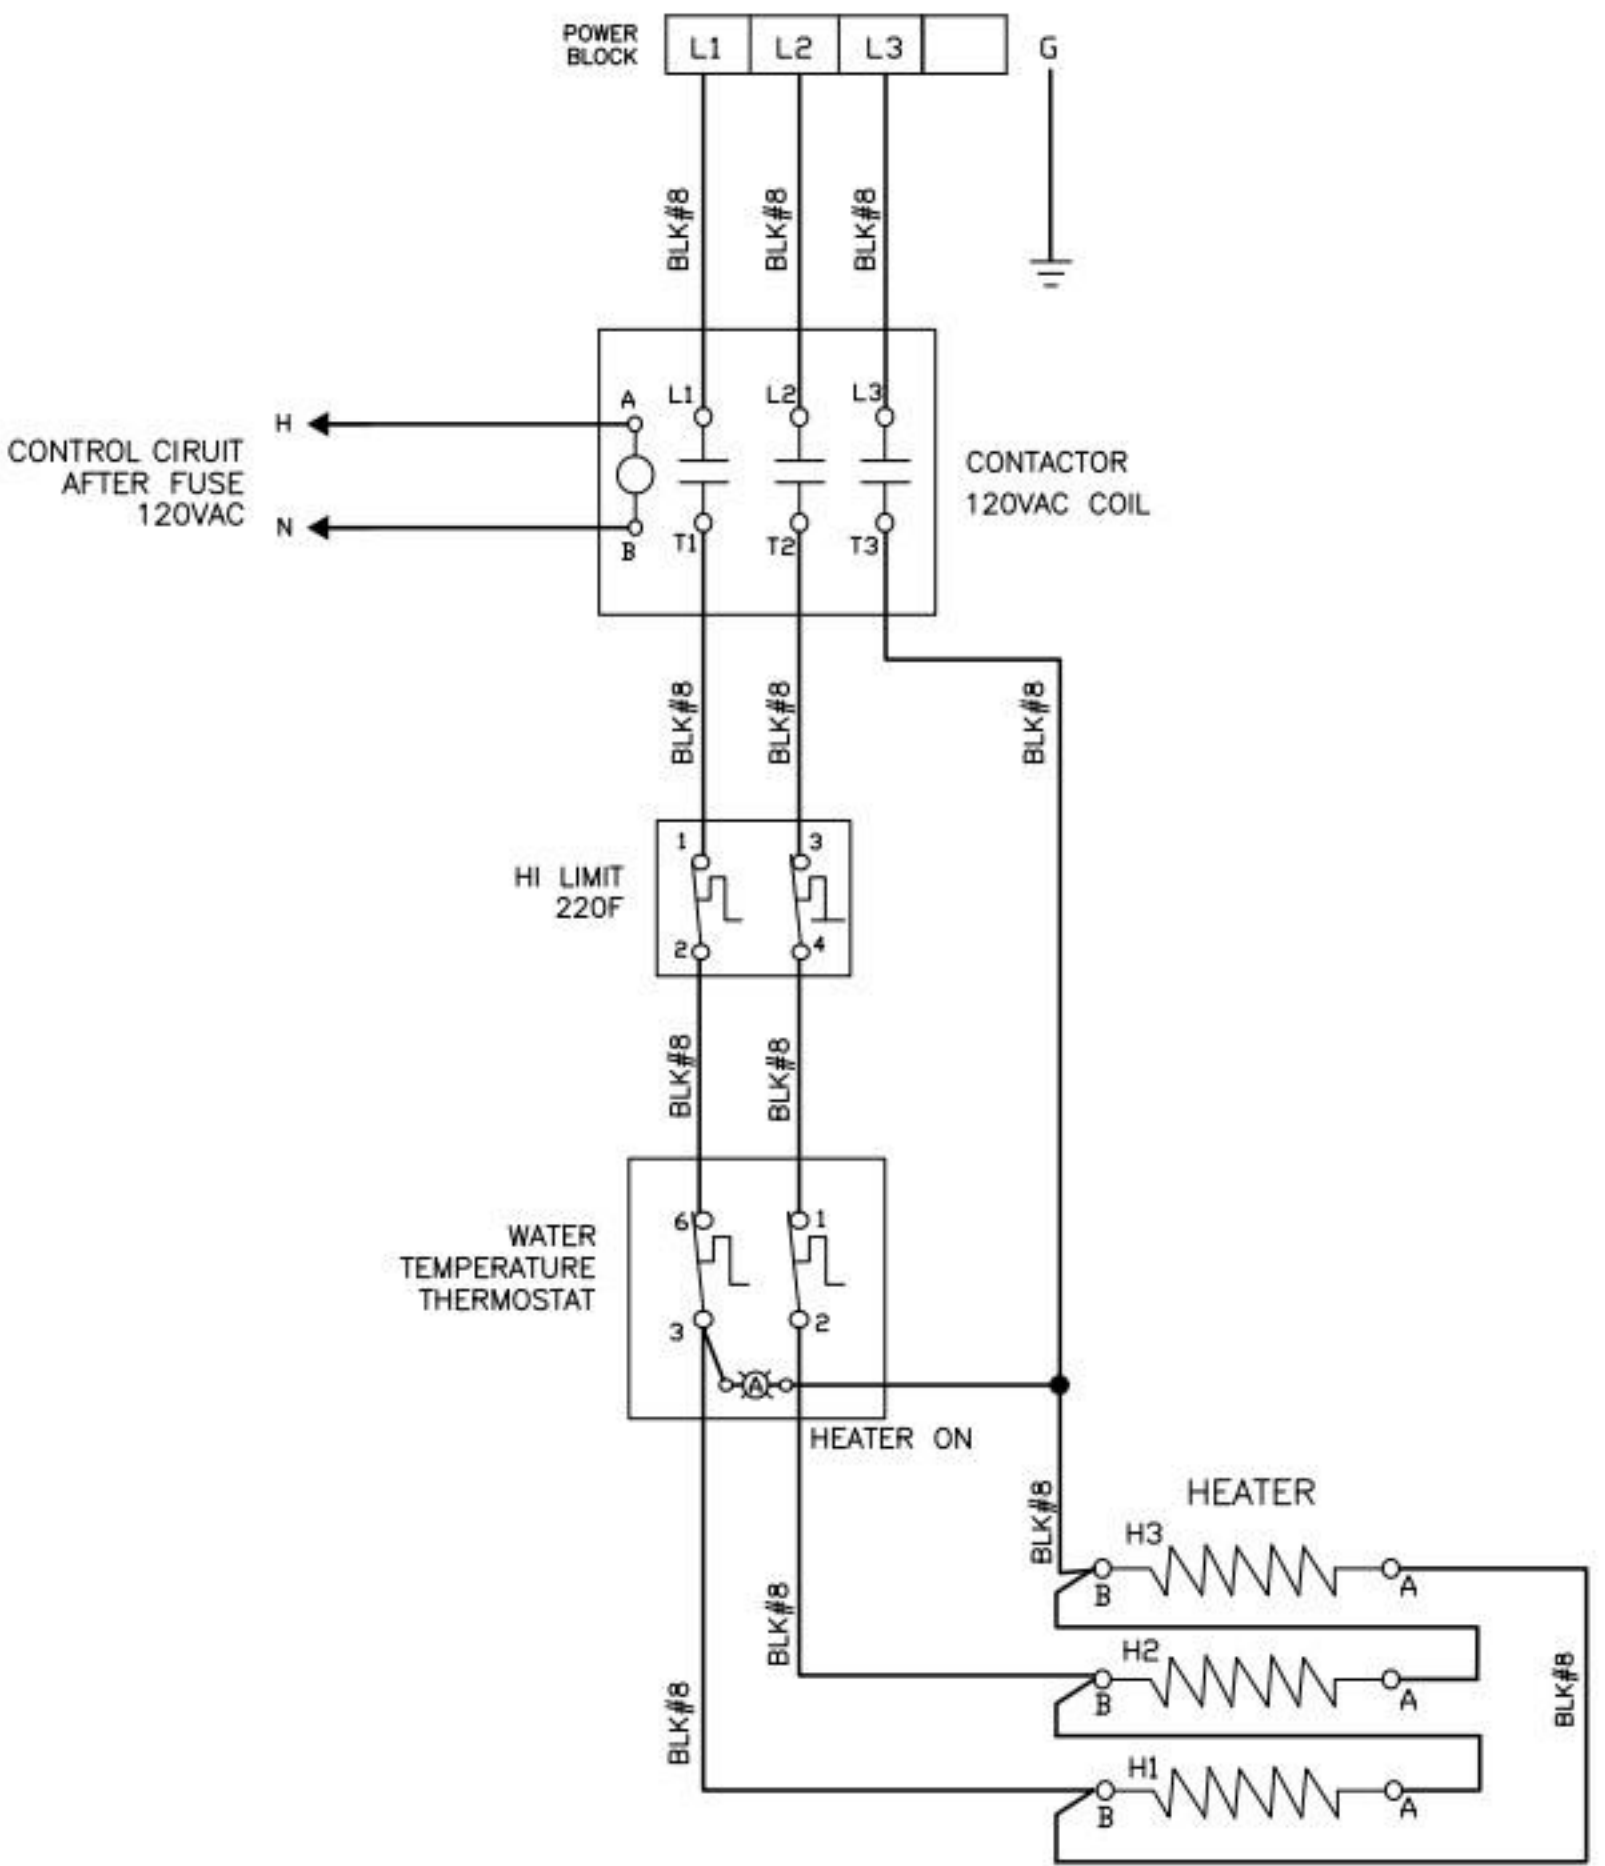 POWER
BLOCK
L1 L2 L3
G
BLK#8 BLK#8 BLK#8
A L1 L2 L3
H
CONTROL CIRUIT
AFTER FUSE
120VAC
N
CONTACTOR
120VAC COIL
B T1 T2 T3
BLK#8 BLK#8 BLK#8
1 3
HI LIMIT
220F
2 4
BLK#8 BLK#8
6 1
WATER
TEMPERATURE
THERMOSTAT
3 2
A
HEATER ON
HEATER
BLK#8
H3
B A
BLK#8
H2
B A
BLK#8
BLK#8
H1
B A